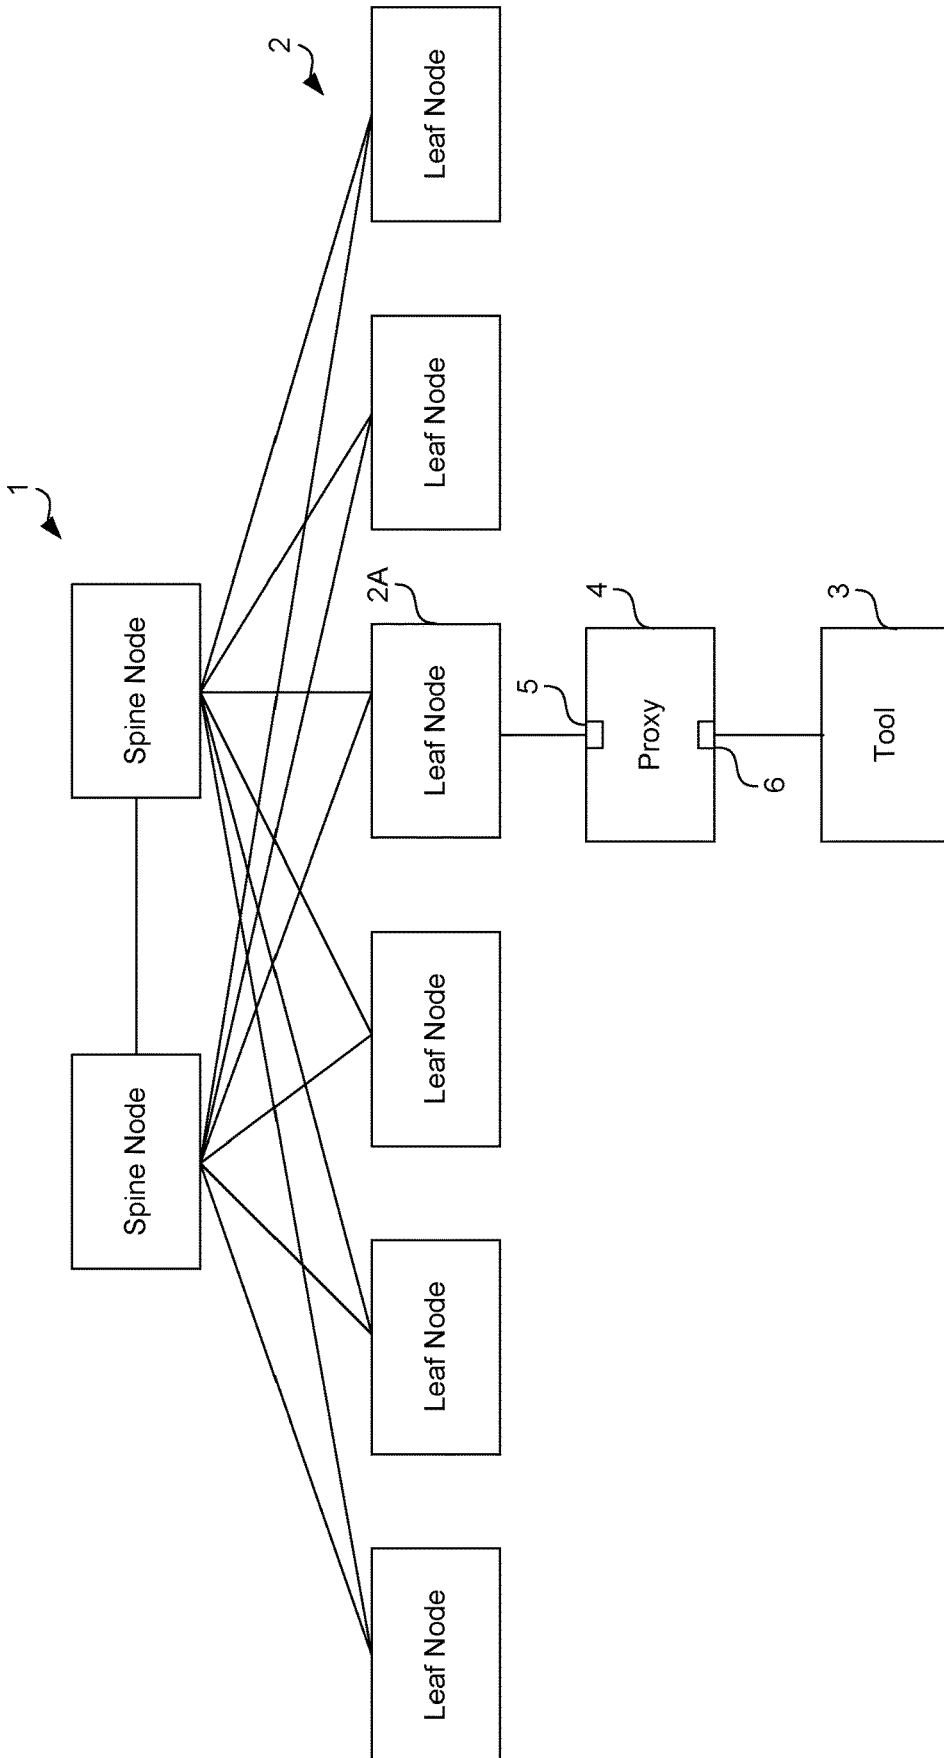 1
Spine Node
Spine Node
2
Leaf Node
Leaf Node
Leaf Node
2A
Leaf Node
Leaf Node
Leaf Node
5
4
Proxy
6
3
Tool